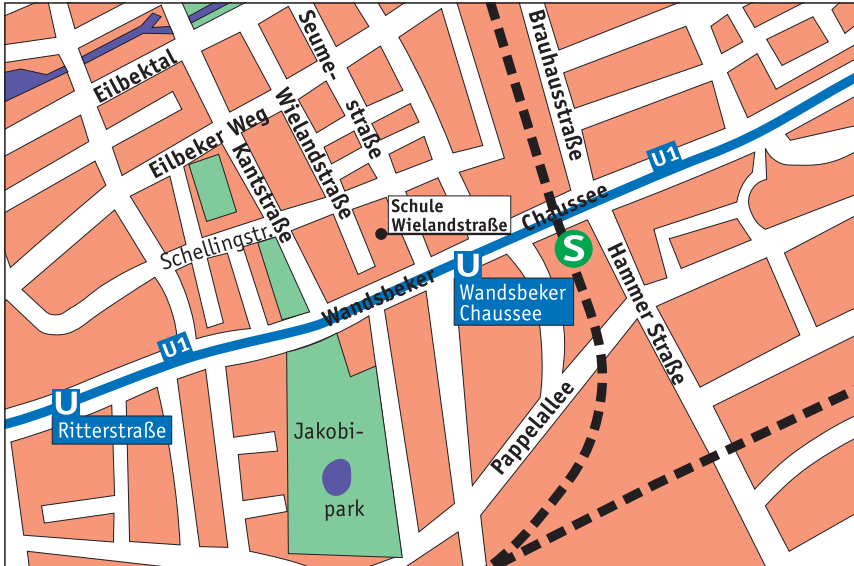 Eilbektal
Seume-
straße
Brauhausstraße
Eilbeker Weg
Wielandstraße
Kantstraße
U1
Schule
Wielandstraße
Chaussee
Schellingstr.
S
U
Wandsbeker
Chaussee
Wandsbeker
Hammer Straße
U1
U
Ritterstraße
Pappelallee
Jakobi-
park